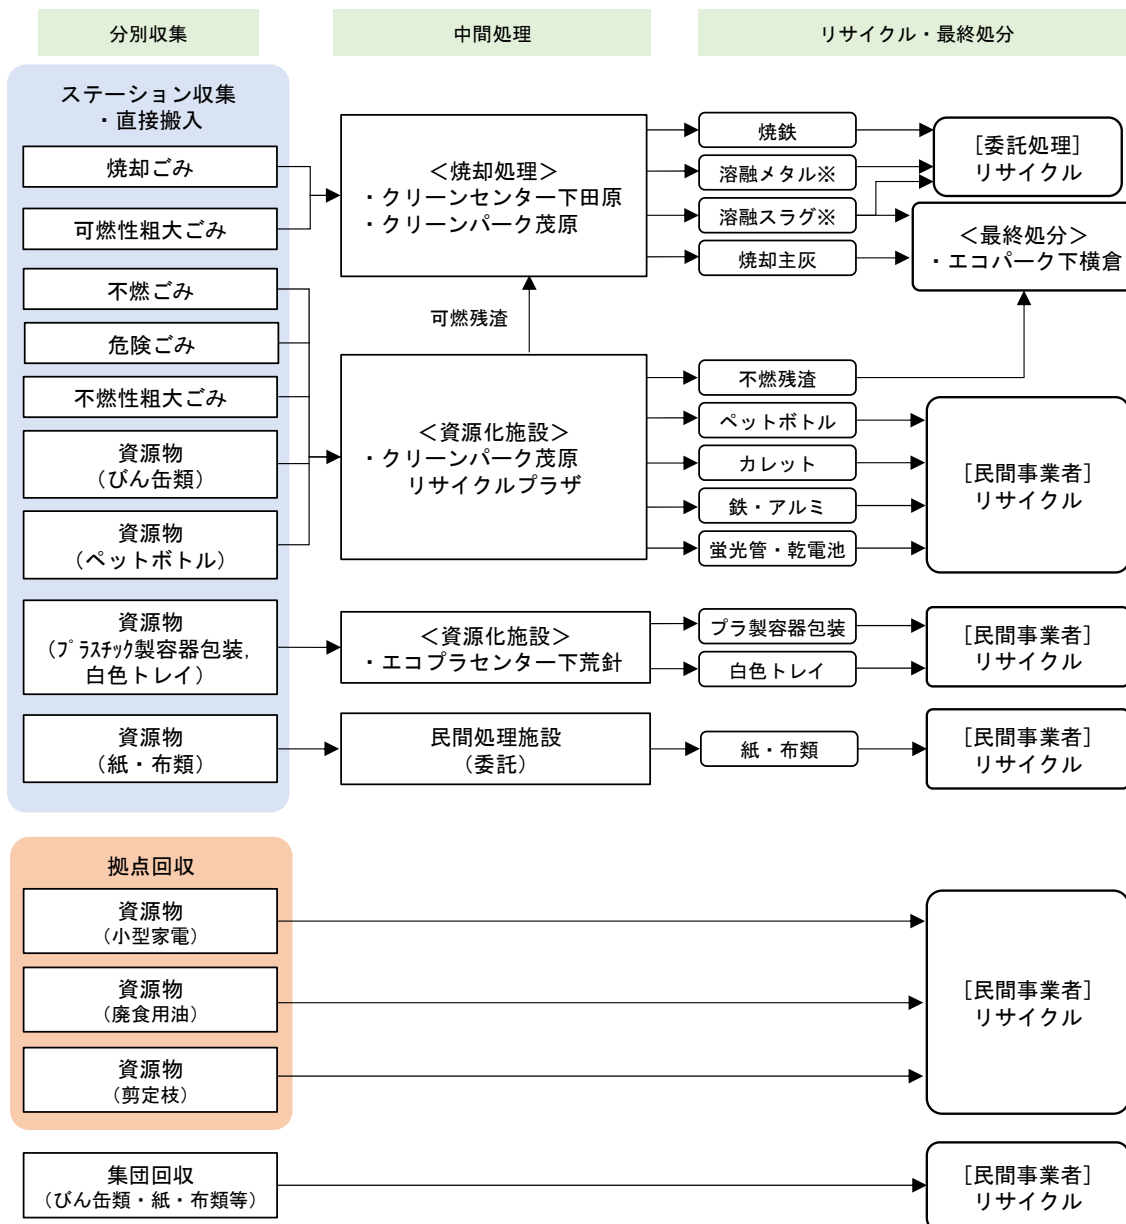 分別収集
中間処理
リサイクル・最終処分
ステーション収集
・直接搬入
焼却ごみ
可燃性粗大ごみ
不燃ごみ
危険ごみ
不燃性粗大ごみ
資源物
（びん缶類）
資源物
（ペットボトル）
資源物
（ﾌﾟﾗｽﾁｯｸ製容器包装,
白色トレイ）
資源物
（紙・布類）
＜焼却処理＞
・クリーンセンター下田原
・クリーンパーク茂原
可燃残渣
＜資源化施設＞
・クリーンパーク茂原
リサイクルプラザ
＜資源化施設＞
・エコプラセンター下荒針
民間処理施設
（委託）
焼鉄
溶融メタル※
溶融スラグ※
焼却主灰
不燃残渣
ペットボトル
カレット
鉄・アルミ
蛍光管・乾電池
プラ製容器包装
白色トレイ
紙・布類
［委託処理］
リサイクル
＜最終処分＞
・エコパーク下横倉
［民間事業者］
リサイクル
［民間事業者］
リサイクル
［民間事業者］
リサイクル
拠点回収
資源物
（小型家電）
資源物
（廃食用油）
資源物
（剪定枝）
［民間事業者］
リサイクル
集団回収
（びん缶類・紙・布類等）
［民間事業者］
リサイクル